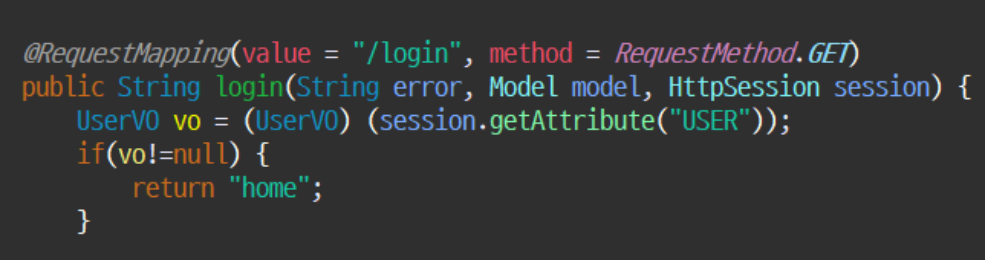 @RequestMapping(value = "/login", method = RequestMethod.GET)
public String login(String error, Model model, HttpSession session) {
    UserVO vo = (UserVO) (session.getAttribute("USER"));
    if(vo!=null) {
        return "home";
    }